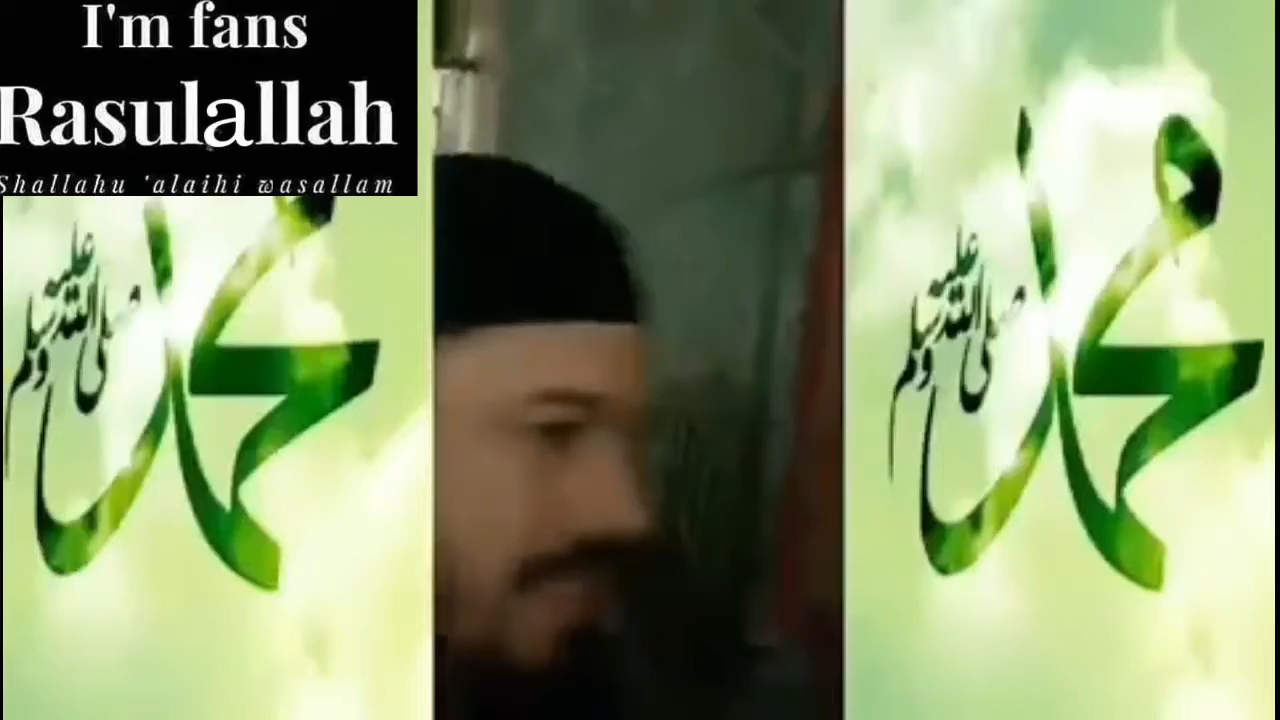 I'm fans
Rasulallah
Shallahu 'alaihi wasallam
محمد
صلى الله عليه وسلم
محمد
صلى الله عليه وسلم